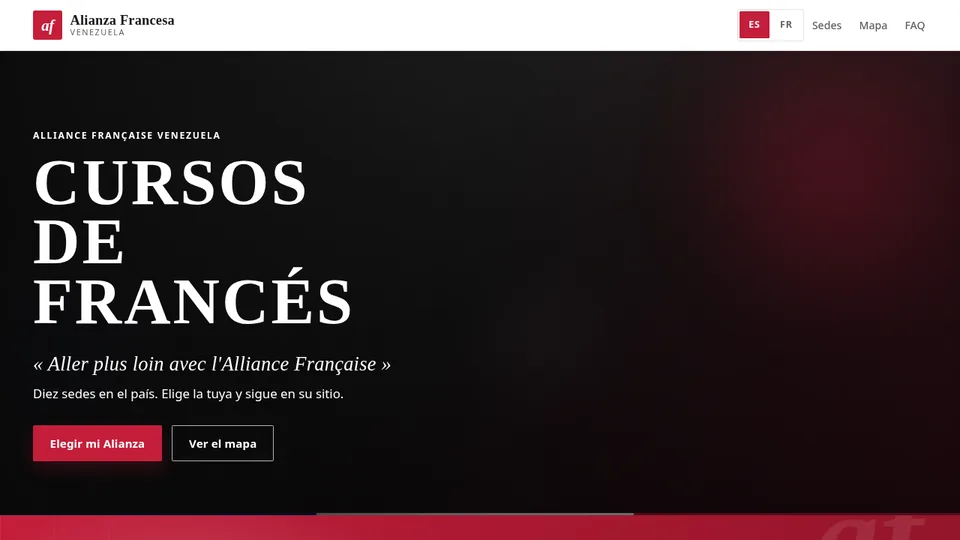 af
Alianza Francesa
VENEZUELA
ES FR Sedes Mapa FAQ
ALLIANCE FRANÇAISE VENEZUELA
CURSOS
DE
FRANCÉS
« Aller plus loin avec l'Alliance Française »
Diez sedes en el país. Elige la tuya y sigue en su sitio.
Elegir mi Alianza Ver el mapa
af